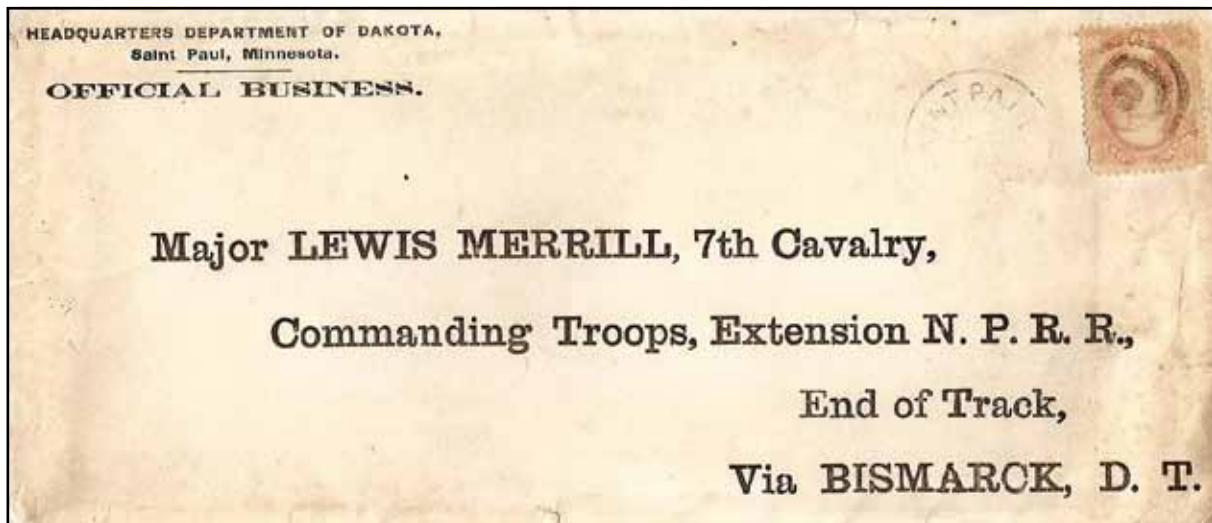 HEADQUARTERS DEPARTMENT OF DAKOTA,
Saint Paul, Minnesota.
OFFICIAL BUSINESS.
Major LEWIS MERRILL, 7th Cavalry,
Commanding Troops, Extension N. P. R. R.,
End of Track,
Via BISMARCK, D. T.